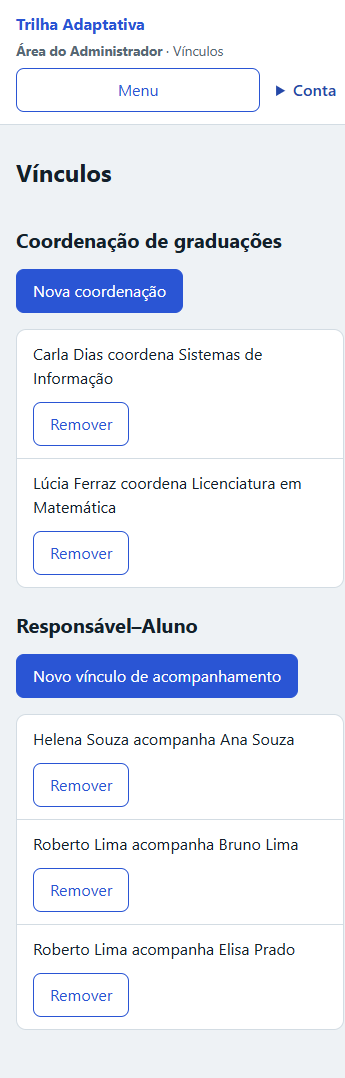 Trilha Adaptativa
Área do Administrador · Vínculos
Menu
Conta
Vínculos
Coordenação de graduações
Nova coordenação
Carla Dias coordena Sistemas de
Informação
Remover
Lúcia Ferraz coordena Licenciatura em
Matemática
Remover
Responsável–Aluno
Novo vínculo de acompanhamento
Helena Souza acompanha Ana Souza
Remover
Roberto Lima acompanha Bruno Lima
Remover
Roberto Lima acompanha Elisa Prado
Remover